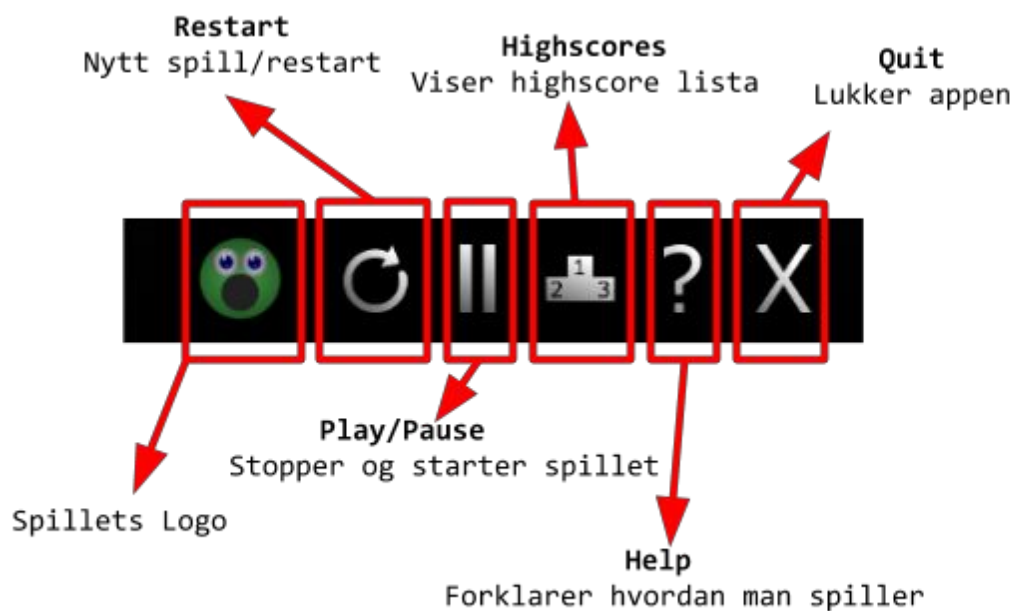 Restart
Nytt spill/restart
Highscores
Viser highscore lista
Quit
Lukker appen
1
2 3
?
X
Play/Pause
Stopper og starter spillet
Spillets Logo
Help
Forklarer hvordan man spiller